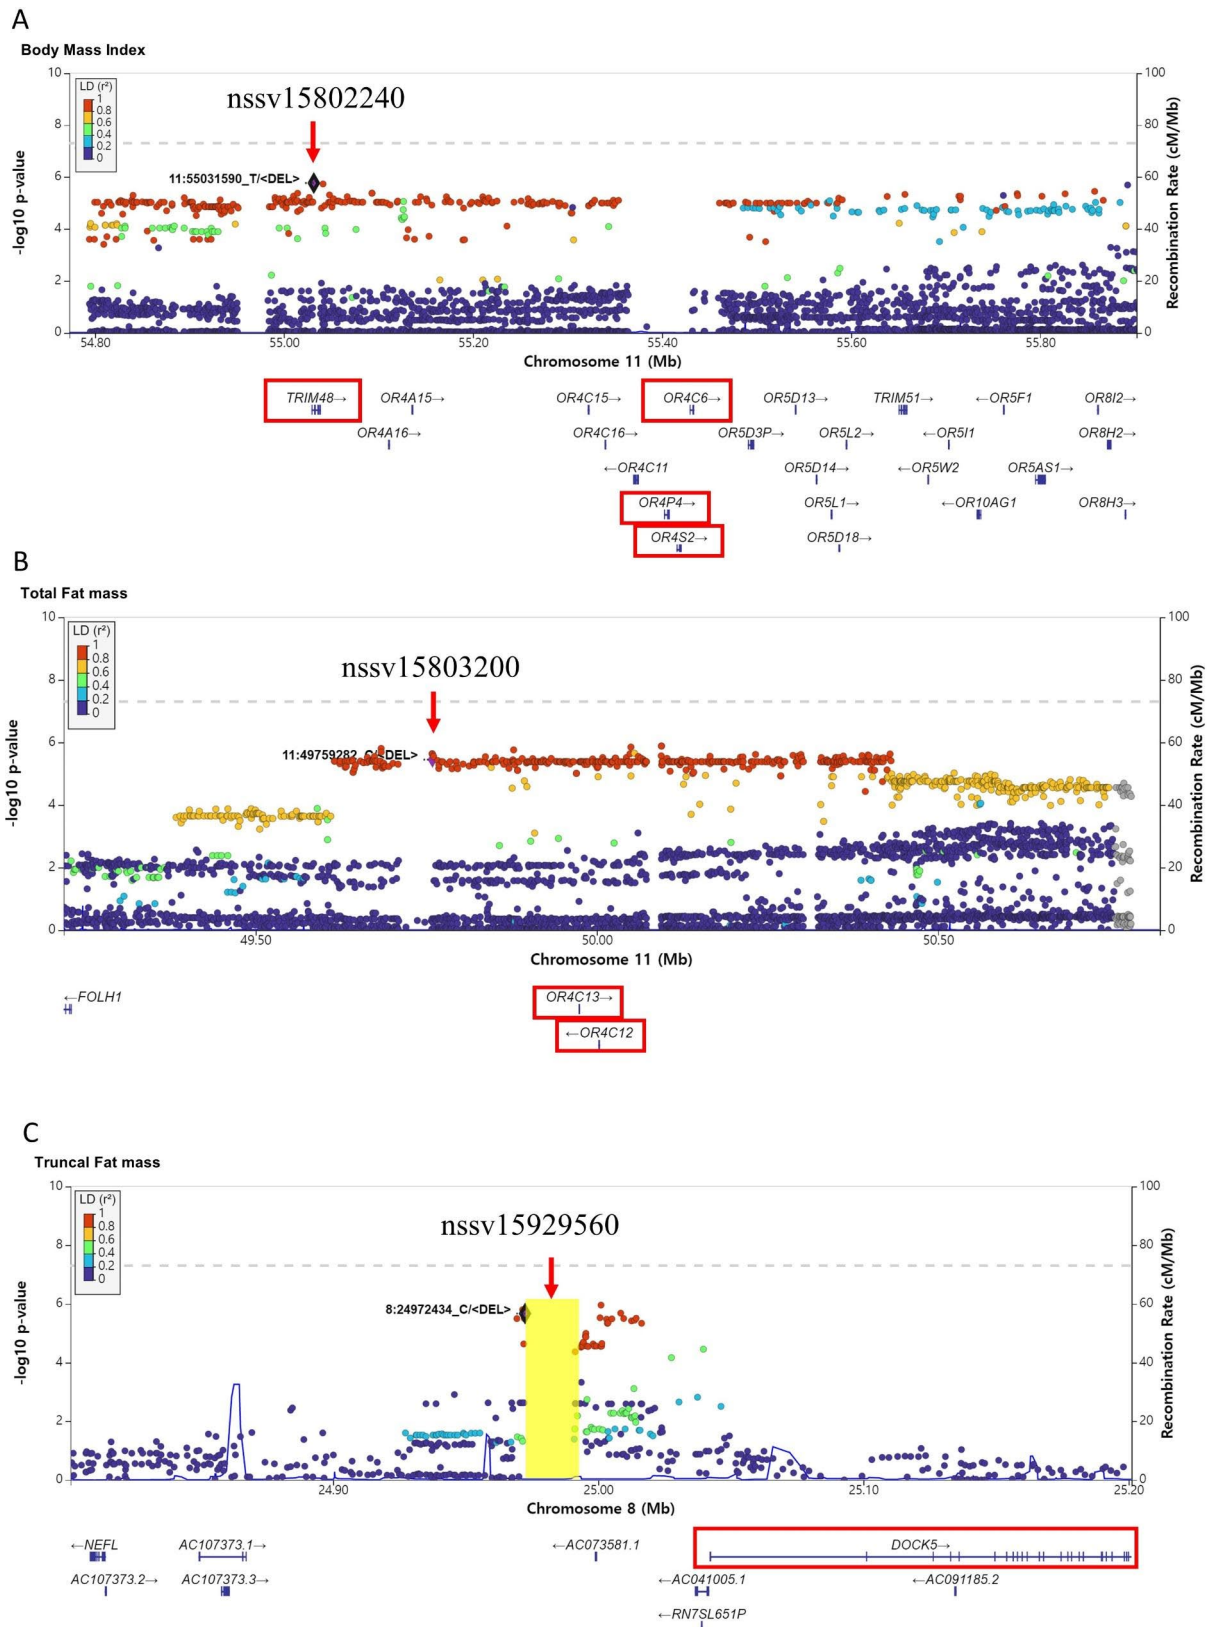 A
Body Mass Index
10 100
LD (r²)
1
0.8
0.6
0.4
0.2
0
nssv15802240
8 80
11:55031590_T/<DEL>
6 60
4 40
2 20
0 0
-log10 p-value
Recombination Rate (cM/Mb)
54.80 55.00 55.20 55.40 55.60 55.80
Chromosome 11 (Mb)
TRIM48→ OR4A15→ OR4C15→ OR4C6→ OR5D13→ TRIM51→ ←OR5F1 OR8I2→
OR4A16→ OR4C16→ OR5D3P→ OR5L2→ ←OR5I1 OR8H2→
←OR4C11 OR5D14→ ←OR5W2 OR5AS1→
OR4P4→ OR5L1→ ←OR10AG1 OR8H3→
OR4S2→ OR5D18→
B
Total Fat mass
10 100
LD (r²)
1
0.8
0.6
0.4
0.2
0
nssv15803200
8 80
11:49759282_C/<DEL>
6 60
4 40
2 20
0 0
-log10 p-value
Recombination Rate (cM/Mb)
49.50 50.00 50.50
Chromosome 11 (Mb)
←FOLH1 OR4C13→
←OR4C12
C
Truncal Fat mass
10 100
LD (r²)
1
0.8
0.6
0.4
0.2
0
nssv15929560
8 80
8:24972434_C/<DEL>
6 60
4 40
2 20
0 0
-log10 p-value
Recombination Rate (cM/Mb)
24.90 25.00 25.10 25.20
Chromosome 8 (Mb)
←NEFL AC107373.1→ ←AC073581.1 DOCK5→
AC107373.2→ AC107373.3→ ←AC041005.1 ←AC091185.2
←RN7SL651P